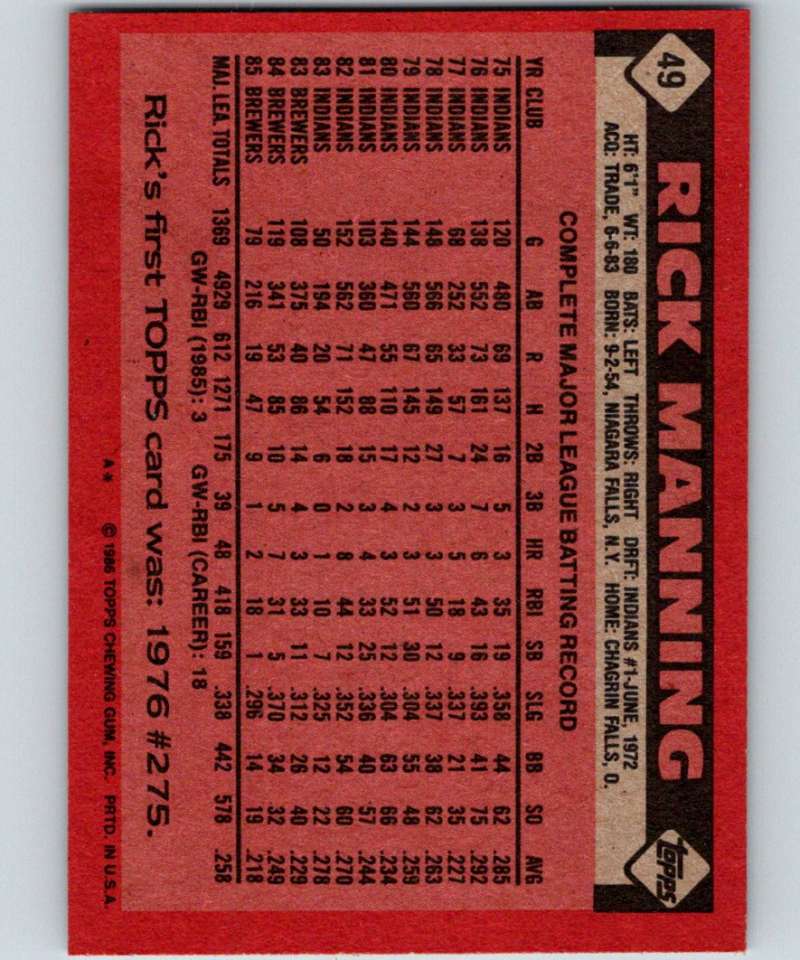 49 RICK MANNING topps
HT: 6'1" WT: 180 BATS: LEFT THROWS: RIGHT DRFT: INDIANS #1-JUNE, 1972
ACQ: TRADE, 6-6-83 BORN: 9-2-54, NIAGARA FALLS, N.Y. HOME: CHAGRIN FALLS, O.
COMPLETE MAJOR LEAGUE BATTING RECORD
YR CLUB G AB R H 2B 3B HR RBI SB SLG BB SO AVG
75 INDIANS 120 480 69 137 16 5 3 35 19 .358 44 62 .285
76 INDIANS 138 552 73 161 24 7 6 43 16 .393 41 75 .292
77 INDIANS 68 252 33 57 7 3 5 18 9 .337 21 35 .227
78 INDIANS 148 566 65 149 27 3 3 50 12 .337 38 62 .263
79 INDIANS 144 560 67 145 12 2 3 51 30 .304 55 48 .259
80 INDIANS 140 471 55 110 17 4 3 52 12 .304 63 66 .234
81 INDIANS 103 360 47 88 15 3 4 33 25 .336 40 57 .244
82 INDIANS 152 562 71 152 18 2 8 44 12 .352 54 60 .270
83 INDIANS 50 194 20 54 6 0 1 10 7 .325 12 22 .278
83 BREWERS 108 375 40 86 14 4 3 33 11 .312 26 40 .229
84 BREWERS 119 341 53 85 10 5 7 31 5 .370 34 32 .249
85 BREWERS 79 216 19 47 9 1 2 18 1 .296 14 19 .218
MAJ. LEA. TOTALS 1369 4929 612 1271 175 39 48 418 159 .338 442 578 .258
GW-RBI (1985): 3 GW-RBI (CAREER): 18
Rick's first TOPPS card was: 1976 #275.
A* © 1986 TOPPS CHEWING GUM, INC. PRTD. IN U.S.A.